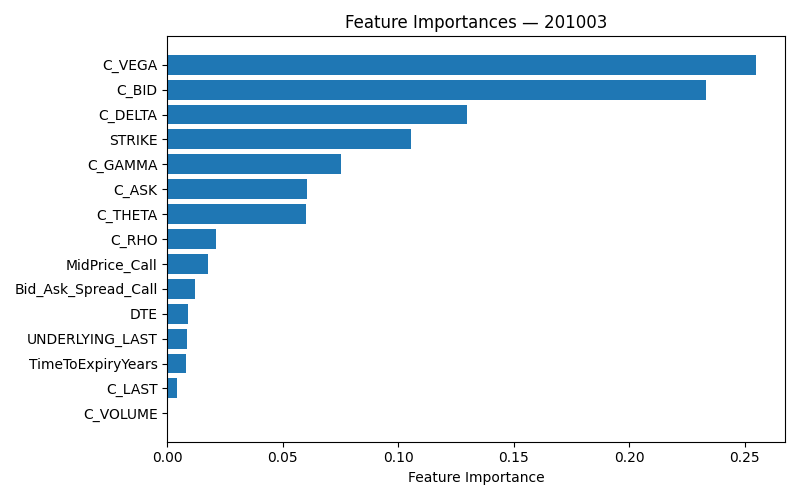 Feature Importances — 201003
C_VEGA
C_BID
C_DELTA
STRIKE
C_GAMMA
C_ASK
C_THETA
C_RHO
MidPrice_Call
Bid_Ask_Spread_Call
DTE
UNDERLYING_LAST
TimeToExpiryYears
C_LAST
C_VOLUME
0.00 0.05 0.10 0.15 0.20 0.25
Feature Importance